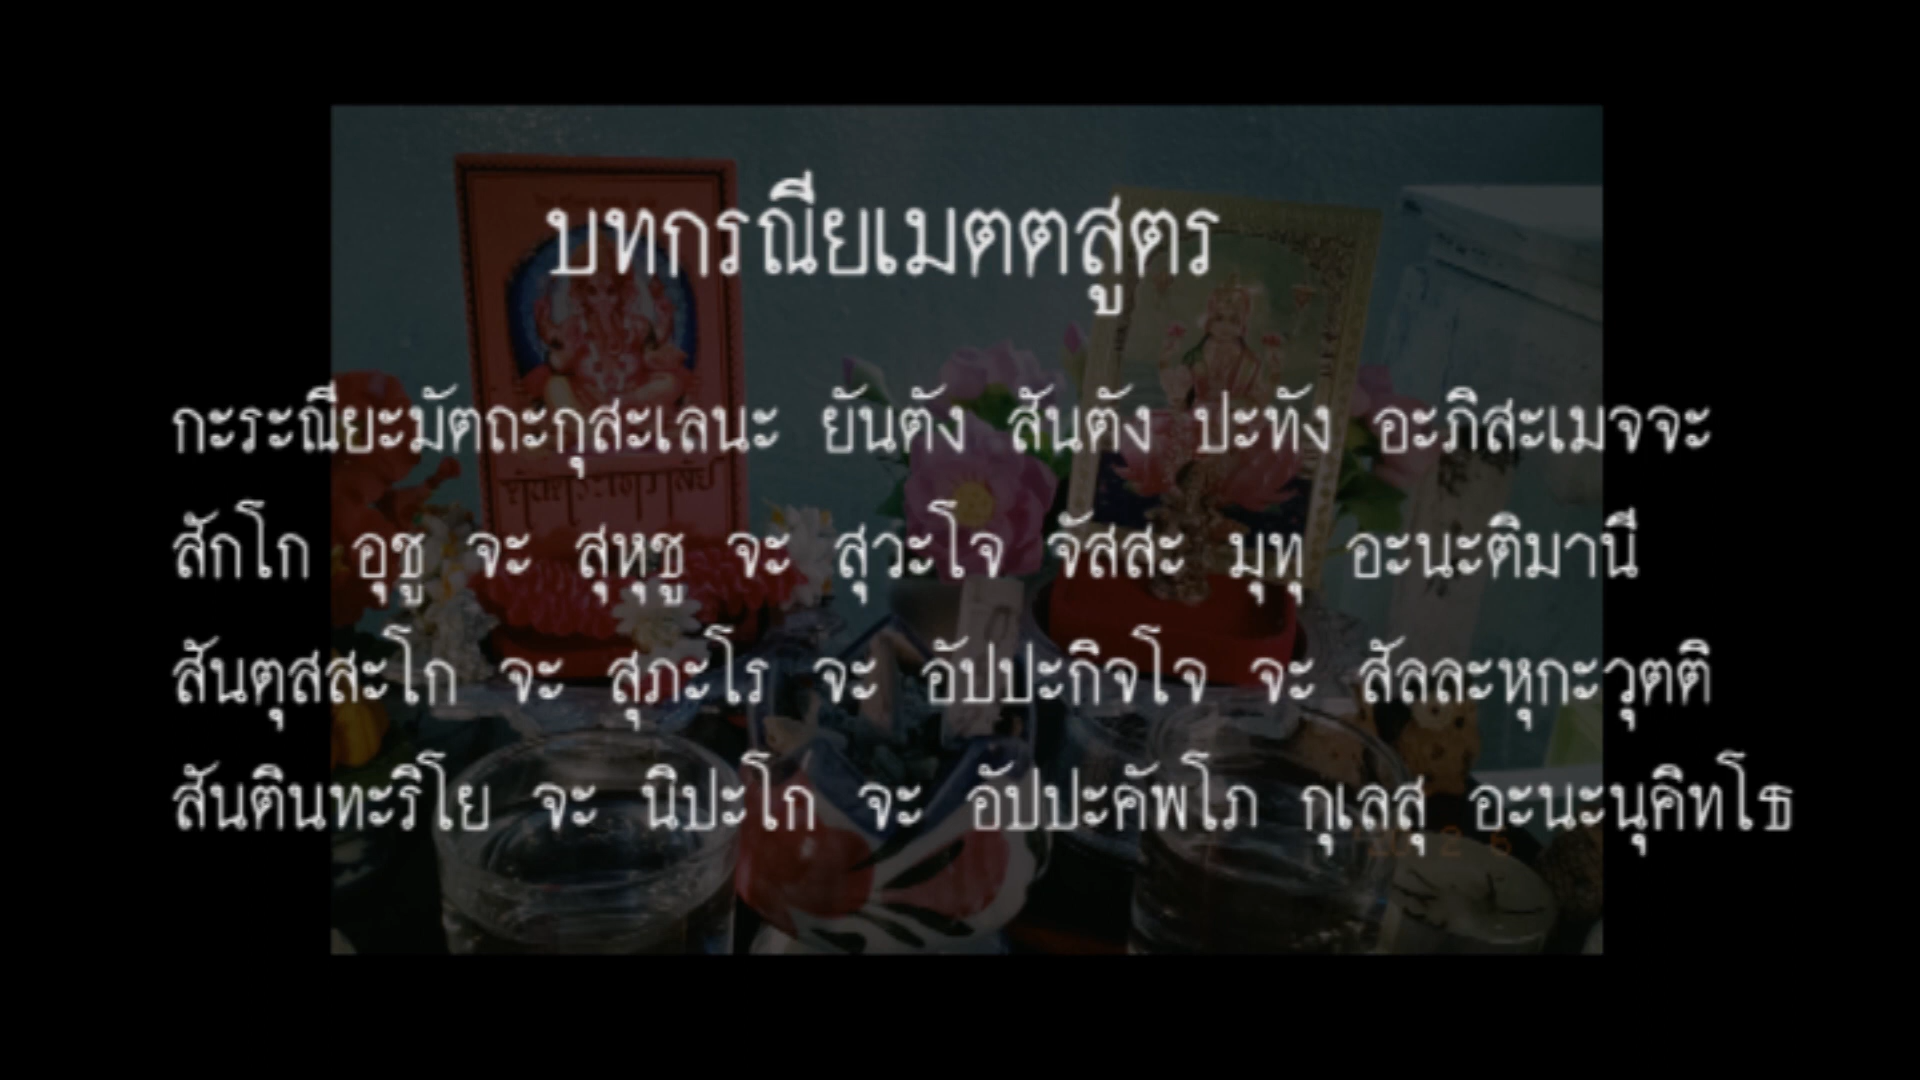 บทกรณียเมตตสูตร
กะระณียะมัตถะกุสะเลนะ ยันตัง สันตัง ปะทัง อะภิสะเมจจะ
สักโก อุชู จะ สุหุชู จะ สุวะโจ จัสสะ มุทุ อะนะติมานี
สันตุสสะโก จะ สุภะโร จะ อัปปะกิจโจ จะ สัลละหุกะวุตติ
สันตินทะริโย จะ นิปะโก จะ อัปปะคัพโภ กุเลสุ อะนะนุคิทโธ